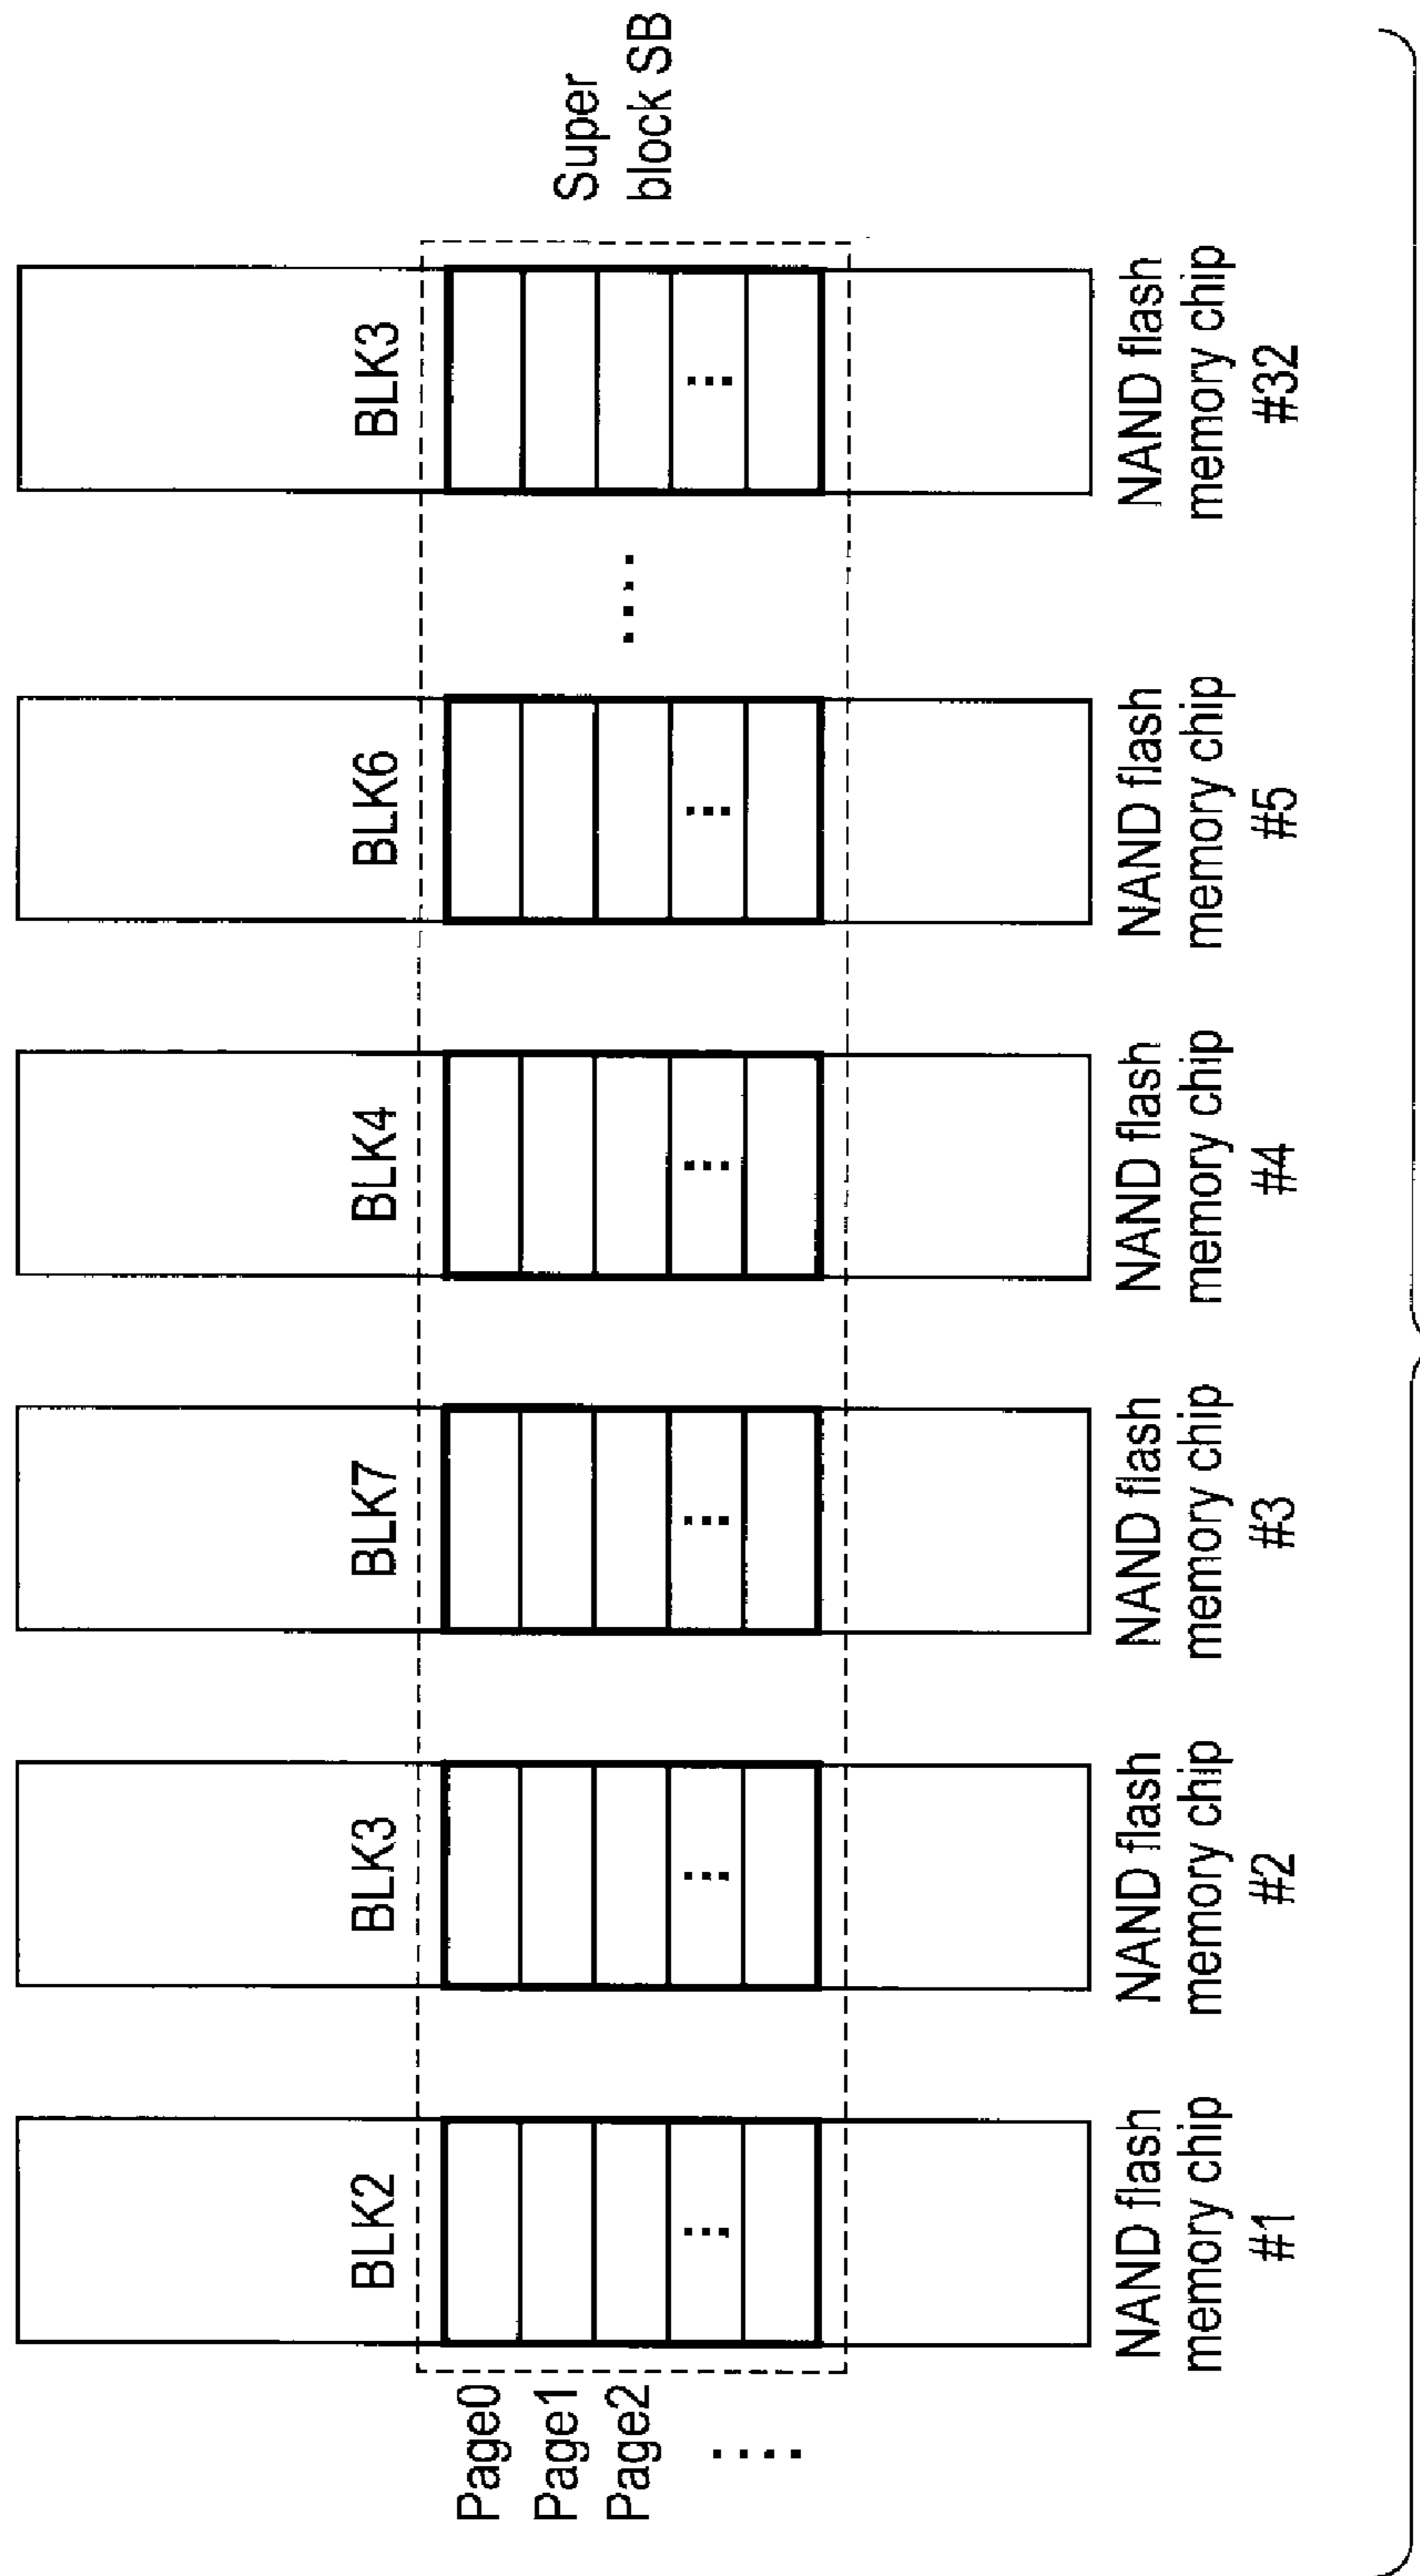 BLK2
BLK3
BLK7
BLK4
BLK6
BLK3
Page0
Page1
Page2
....
Super
block SB
....
NAND flash
memory chip
#1
NAND flash
memory chip
#2
NAND flash
memory chip
#3
NAND flash
memory chip
#4
NAND flash
memory chip
#5
NAND flash
memory chip
#32